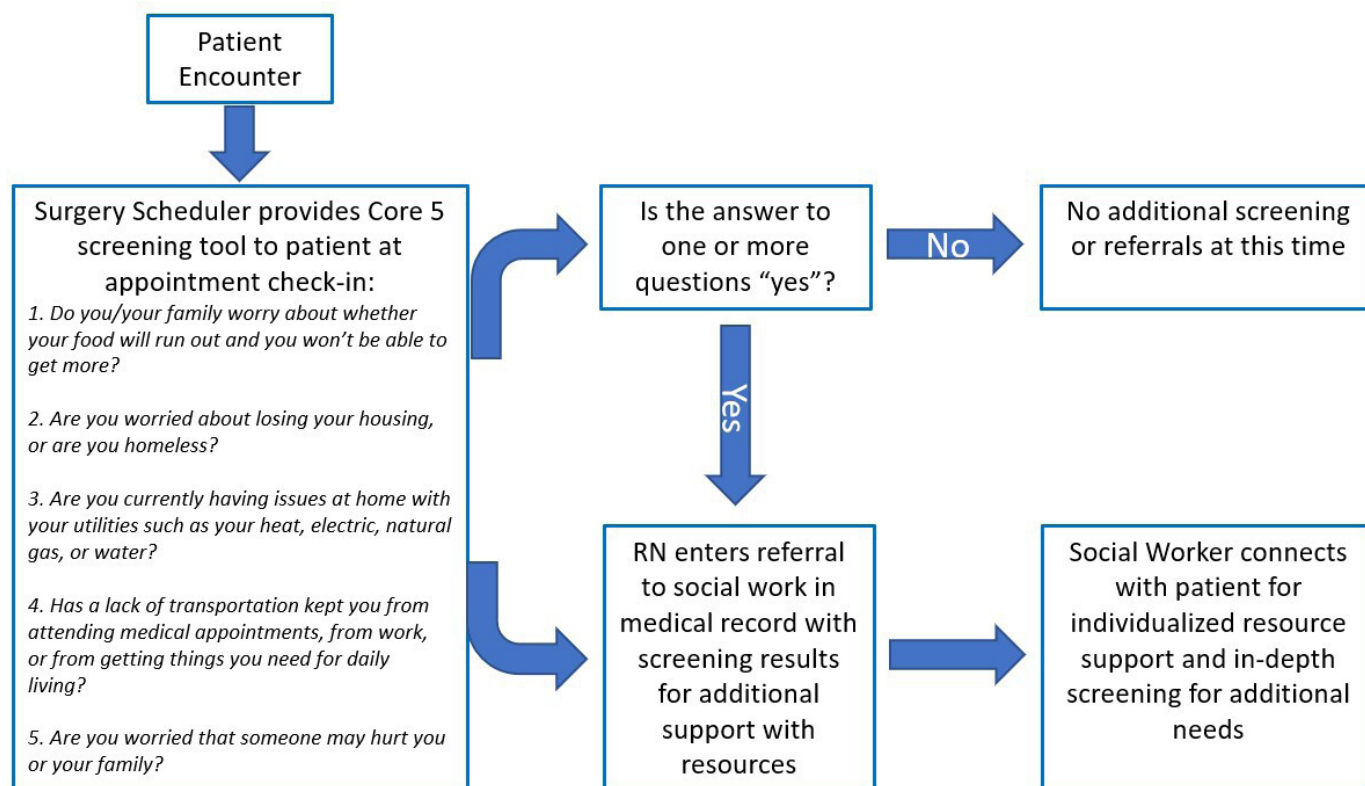 Patient
Encounter
Surgery Scheduler provides Core 5
screening tool to patient at
appointment check-in:
1. Do you/your family worry about whether
your food will run out and you won’t be able to
get more?
2. Are you worried about losing your housing,
or are you homeless?
3. Are you currently having issues at home with
your utilities such as your heat, electric, natural
gas, or water?
4. Has a lack of transportation kept you from
attending medical appointments, from work,
or from getting things you need for daily
living?
5. Are you worried that someone may hurt you
or your family?
Is the answer to
one or more
questions “yes”?
No
No additional screening
or referrals at this time
Yes
RN enters referral
to social work in
medical record with
screening results
for additional
support with
resources
Social Worker connects
with patient for
individualized resource
support and in-depth
screening for additional
needs